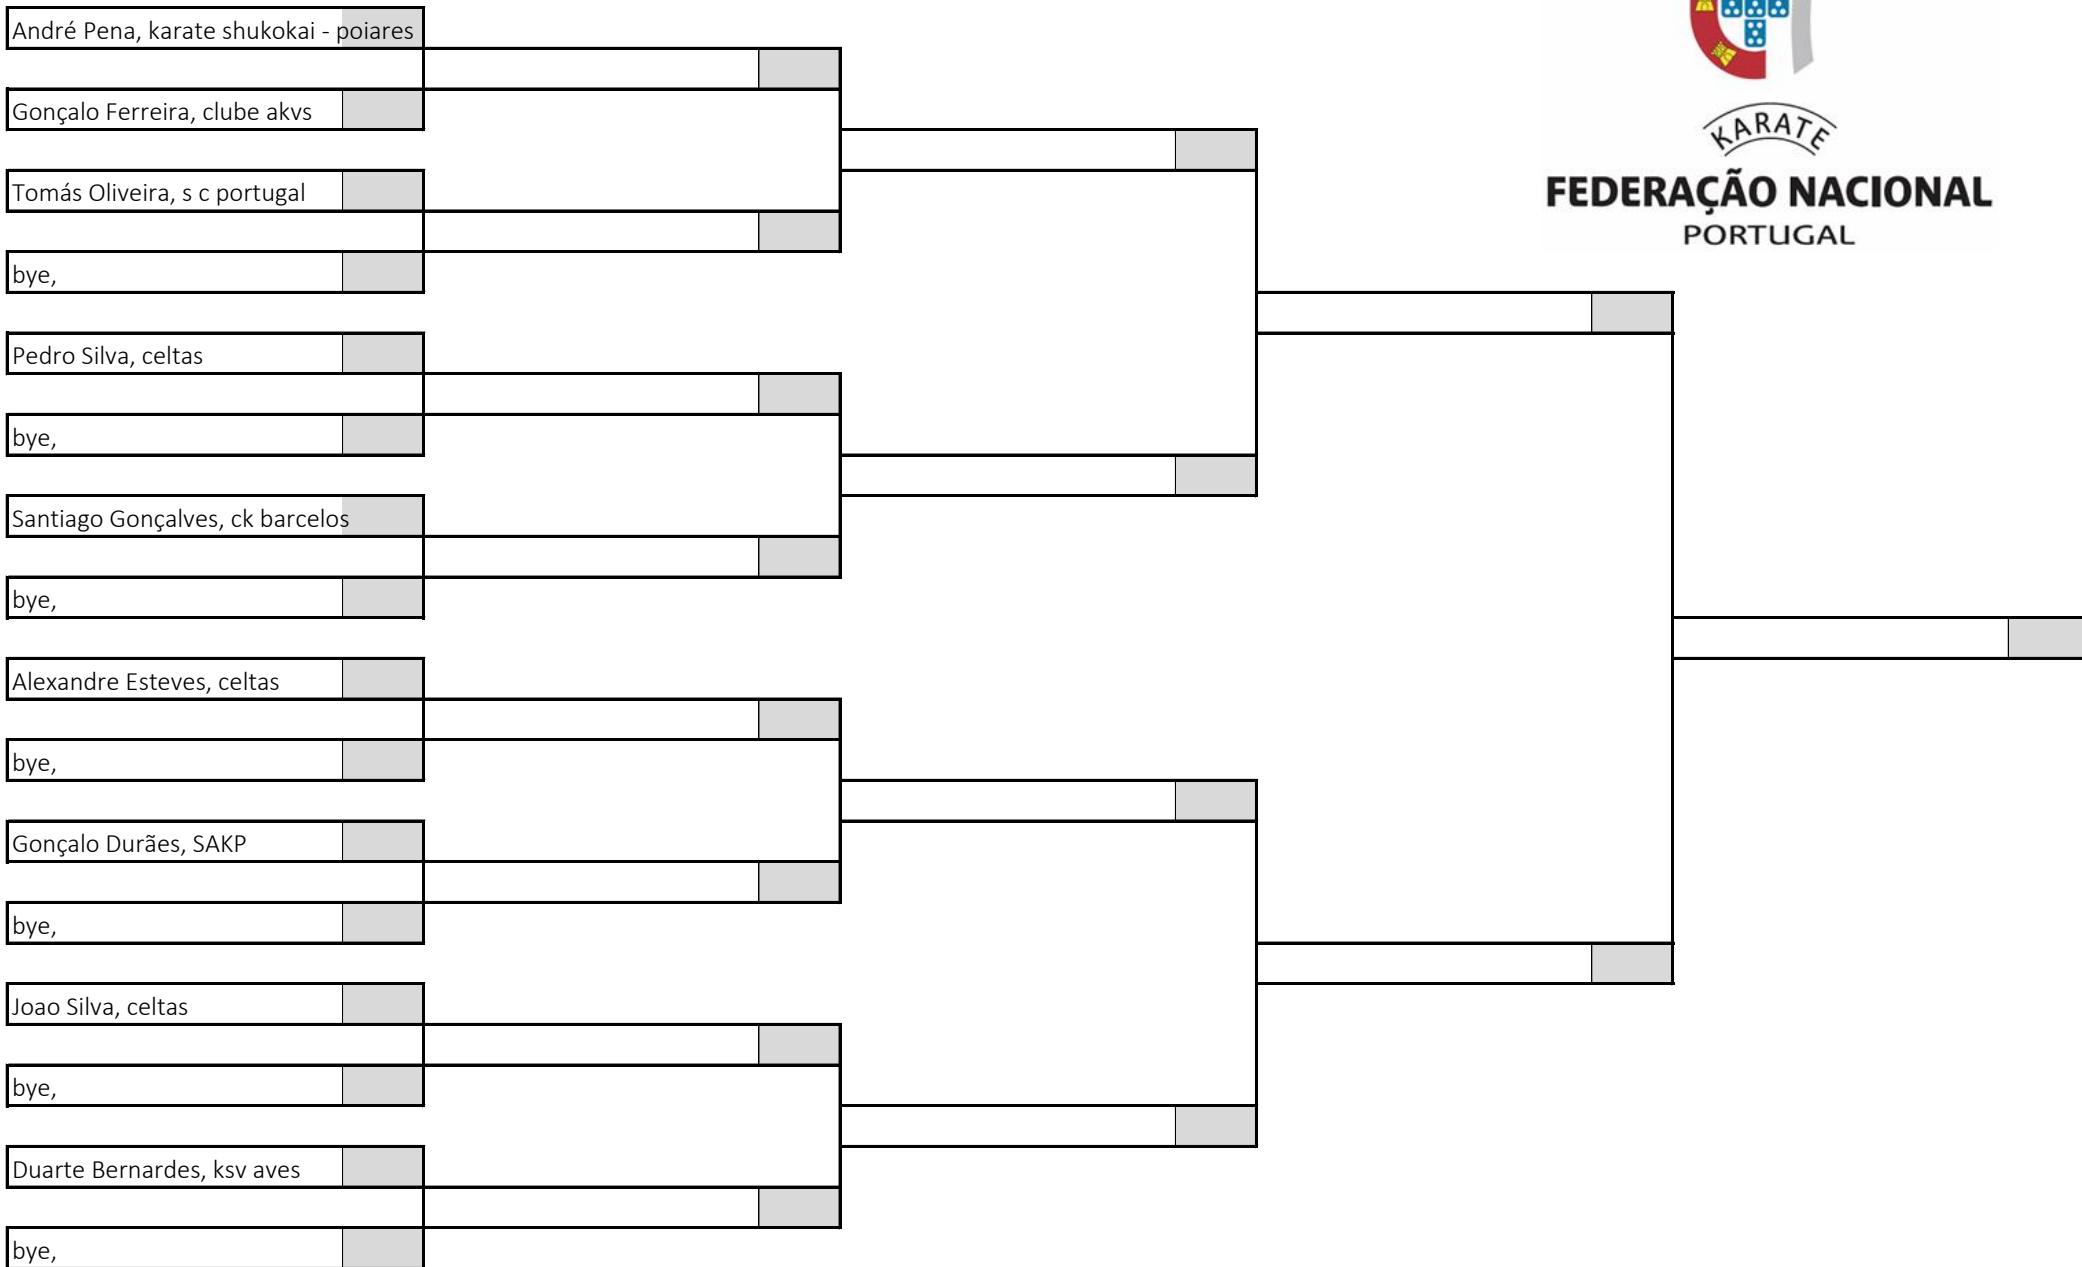 André Pena, karate shukokai - poiares
Gonçalo Ferreira, clube akvs
Tomás Oliveira, s c portugal
bye,
Pedro Silva, celtas
bye,
Santiago Gonçalves, ck barcelos
bye,
Alexandre Esteves, celtas
bye,
Gonçalo Durães, SAKP
bye,
Joao Silva, celtas
bye,
Duarte Bernardes, ksv aves
bye,
KARATE
FEDERAÇÃO NACIONAL
PORTUGAL